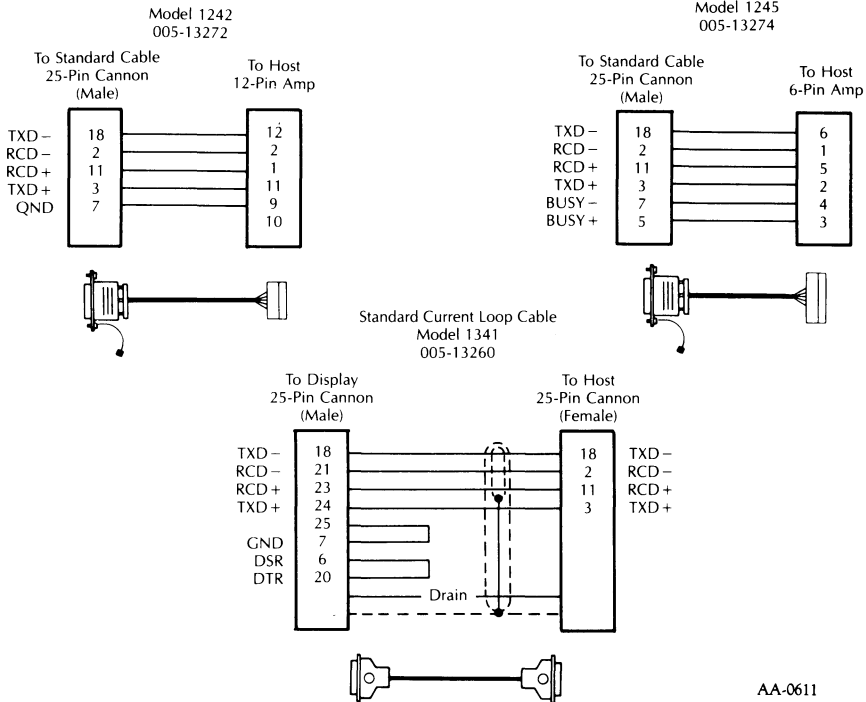 Model 1242
005-13272
To Standard Cable
25-Pin Cannon
(Male)
To Host
12-Pin Amp
TXD – 18 12
RCD – 2 2
RCD + 11 1
TXD + 3 11
QND 7 9
10
Model 1245
005-13274
To Standard Cable
25-Pin Cannon
(Male)
To Host
6-Pin Amp
TXD – 18 6
RCD – 2 1
RCD + 11 5
TXD + 3 2
BUSY – 7 4
BUSY + 5 3
Standard Current Loop Cable
Model 1341
005-13260
To Display
25-Pin Cannon
(Male)
To Host
25-Pin Cannon
(Female)
TXD – 18 18 TXD –
RCD – 21 2 RCD –
RCD + 23 11 RCD +
TXD + 24 3 TXD +
25
GND 7
DSR 6
DTR 20
Drain
AA-0611